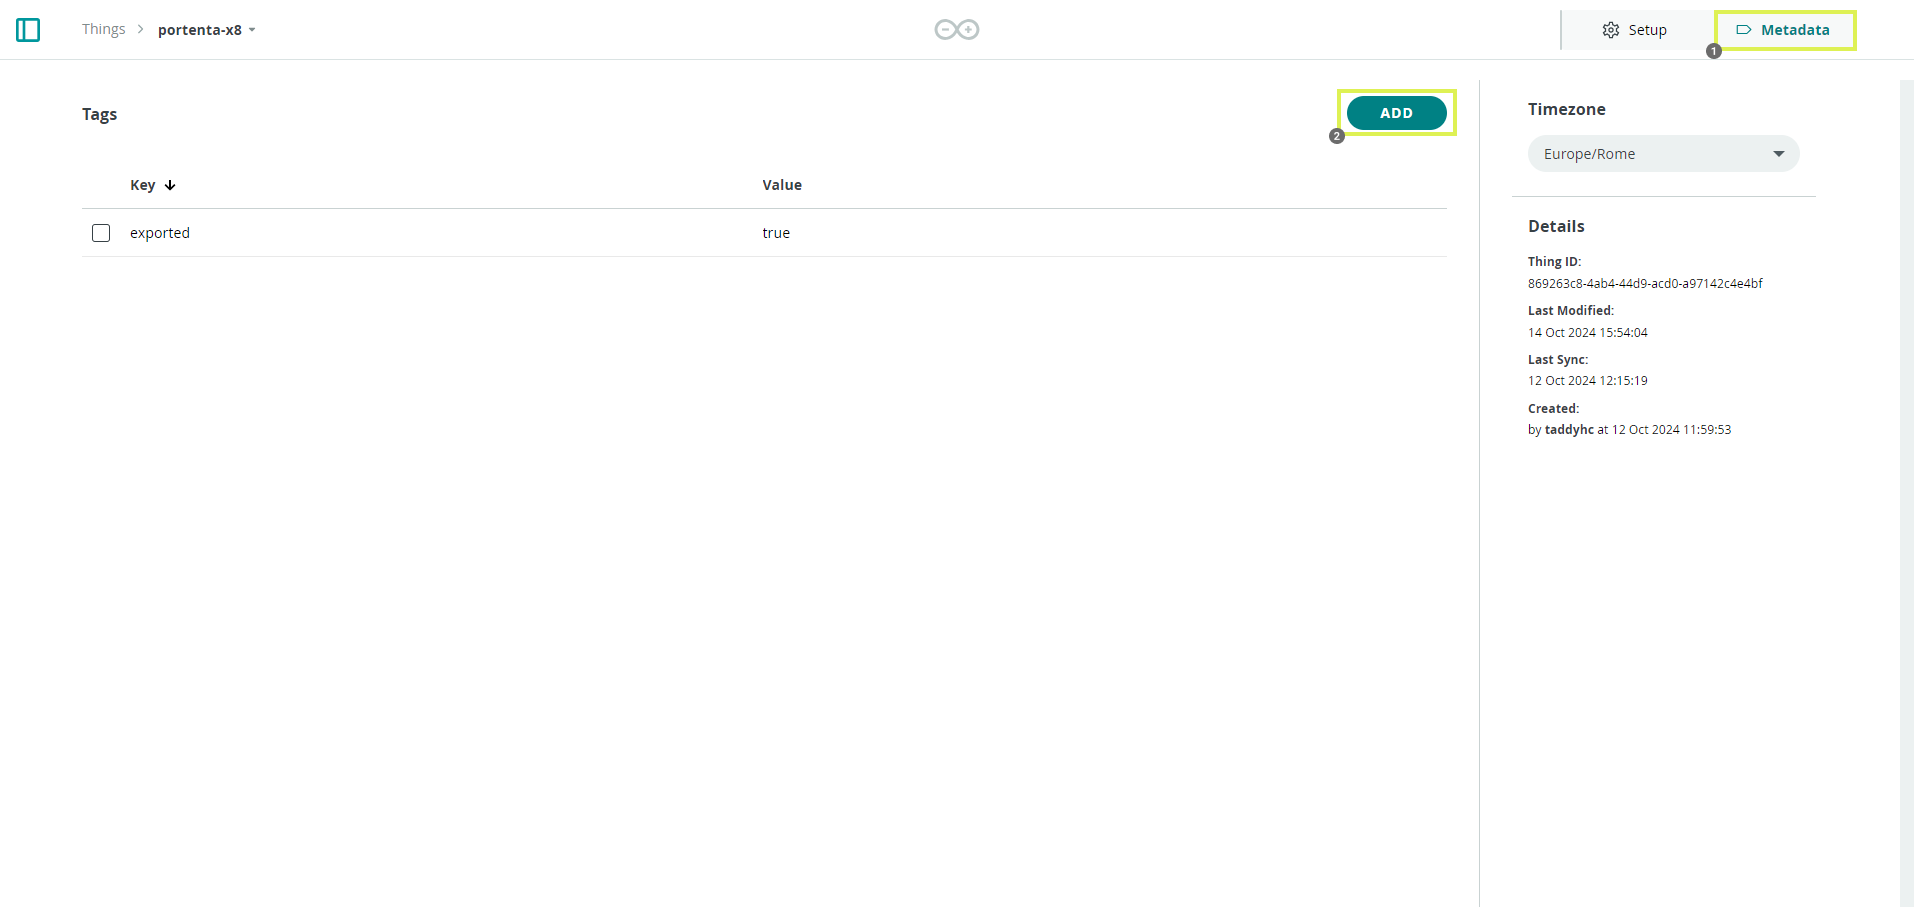 Things > portenta-x8
Setup
Metadata
1
Tags
ADD
2
Key Value
exported true
Timezone
Europe/Rome
Details
Thing ID:
869263c8-4ab4-44d9-acd0-a97142c4e4bf
Last Modified:
14 Oct 2024 15:54:04
Last Sync:
12 Oct 2024 12:15:19
Created:
by taddyhc at 12 Oct 2024 11:59:53